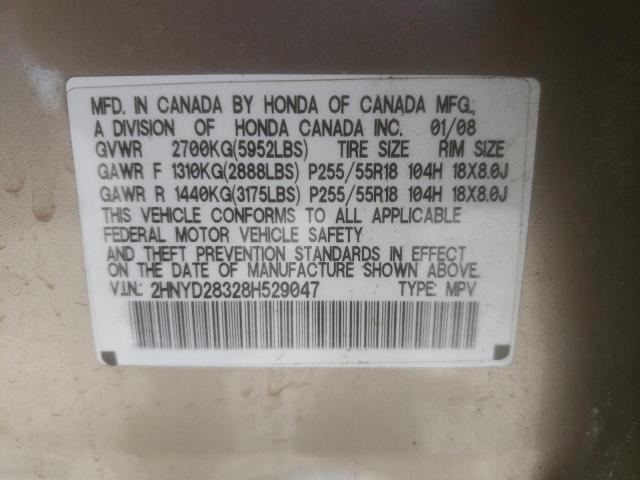 MFD. IN CANADA BY HONDA OF CANADA MFG.,
A DIVISION OF HONDA CANADA INC. 01/08
GVWR 2700KG(5952LBS) TIRE SIZE RIM SIZE
GAWR F 1310KG(2888LBS) P255/55R18 104H 18X8.0J
GAWR R 1440KG(3175LBS) P255/55R18 104H 18X8.0J
THIS VEHICLE CONFORMS TO ALL APPLICABLE
FEDERAL MOTOR VEHICLE SAFETY
AND THEFT PREVENTION STANDARDS IN EFFECT
ON THE DATE OF MANUFACTURE SHOWN ABOVE.
V.I.N.: 2HNYD28328H529047 TYPE: MPV